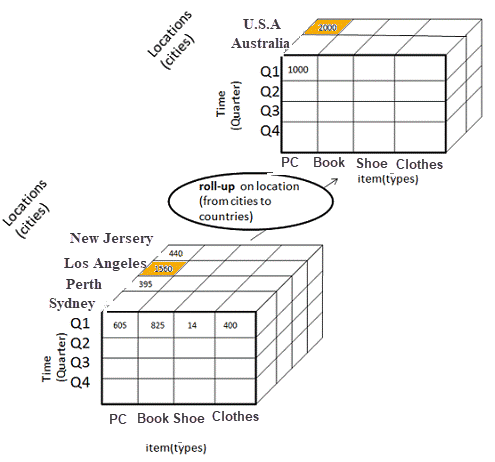 Locations
(cities)
U.S.A
Australia
2000
Time
(Quarter)
Q1
1000
Q2
Q3
Q4
PC Book Shoe Clothes
item(types)
roll-up on location
(from cities to
countries)
Locations
(cities)
New Jersery
440
Los Angeles
1560
Perth
395
Sydney
Time
(Quarter)
Q1
605 825 14 400
Q2
Q3
Q4
PC Book Shoe Clothes
item(types)